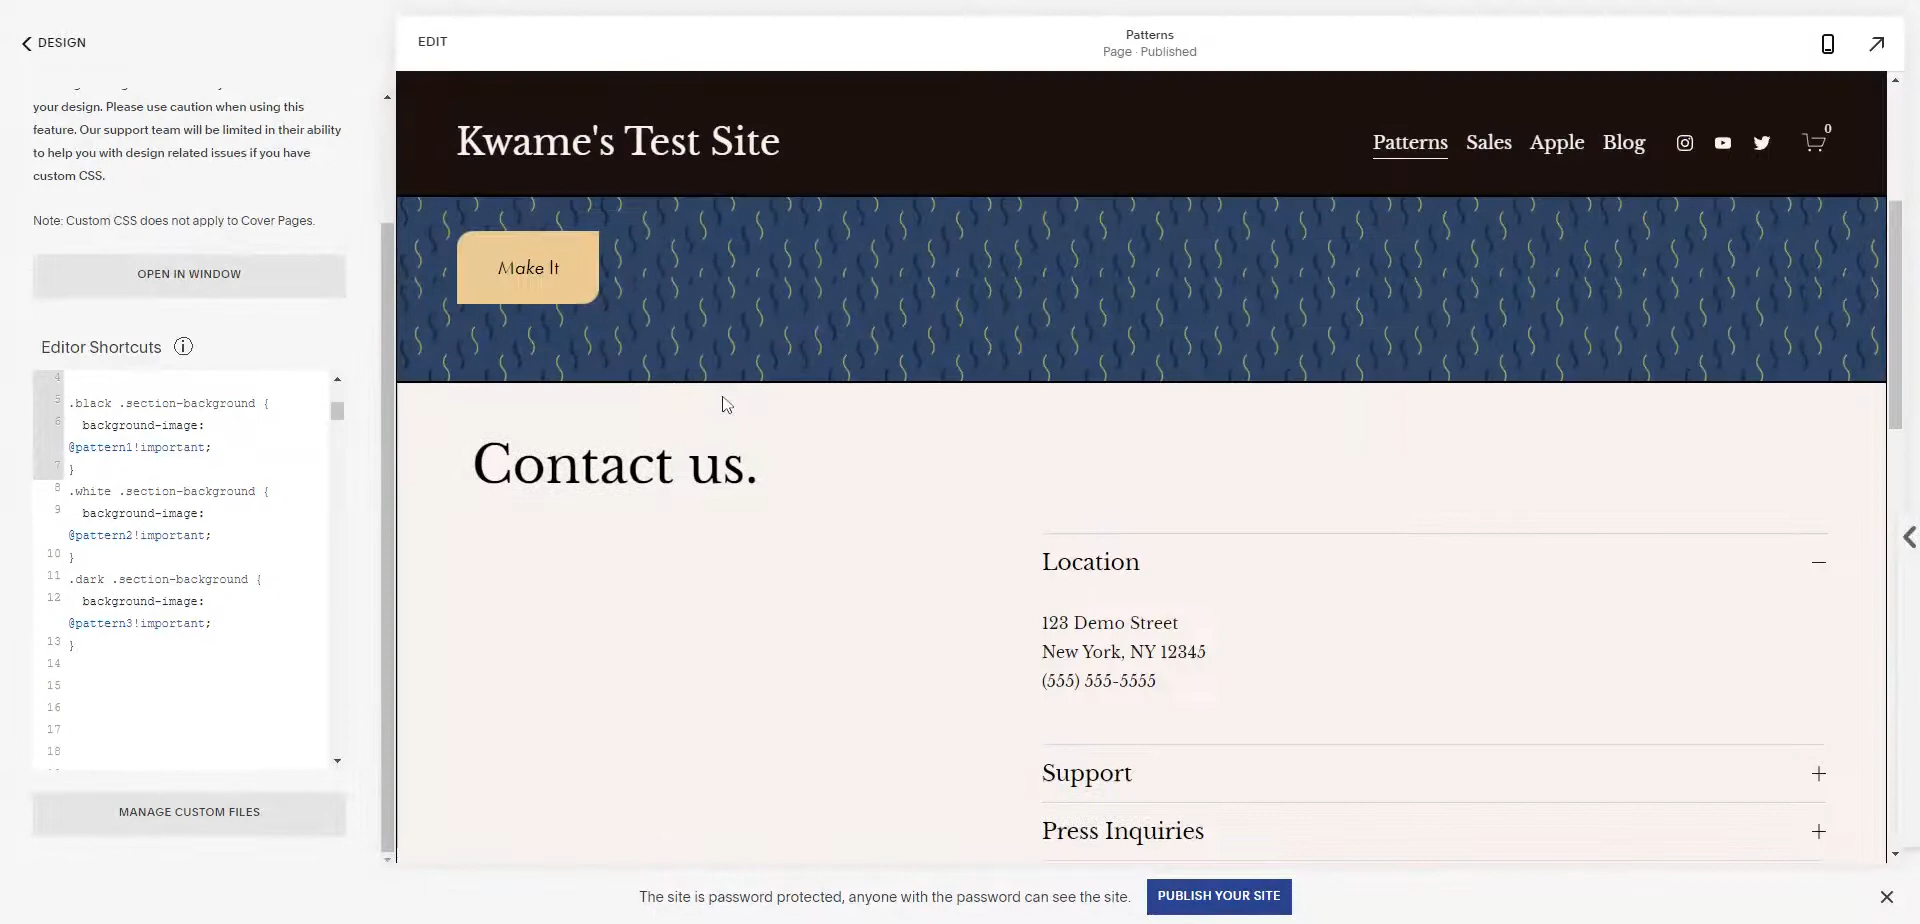 DESIGN
your design. Please use caution when using this
feature. Our support team will be limited in their ability
to help you with design related issues if you have
custom CSS.
Note: Custom CSS does not apply to Cover Pages.
OPEN IN WINDOW
Editor Shortcuts
4
5 .black .section-background {
6 background-image:
@pattern1!important;
7 }
8 .white .section-background {
9 background-image:
@pattern2!important;
10 }
11 .dark .section-background {
12 background-image:
@pattern3!important;
13 }
14
15
16
17
18
MANAGE CUSTOM FILES
EDIT
Patterns
Page · Published
Kwame's Test Site
Patterns Sales Apple Blog 0
Make It
Contact us.
Location
123 Demo Street
New York, NY 12345
(555) 555-5555
Support
Press Inquiries
The site is password protected, anyone with the password can see the site. PUBLISH YOUR SITE